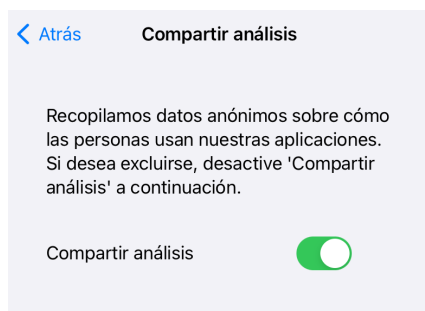 Atrás
Compartir análisis
Recopilamos datos anónimos sobre cómo
las personas usan nuestras aplicaciones.
Si desea excluirse, desactive 'Compartir
análisis' a continuación.
Compartir análisis